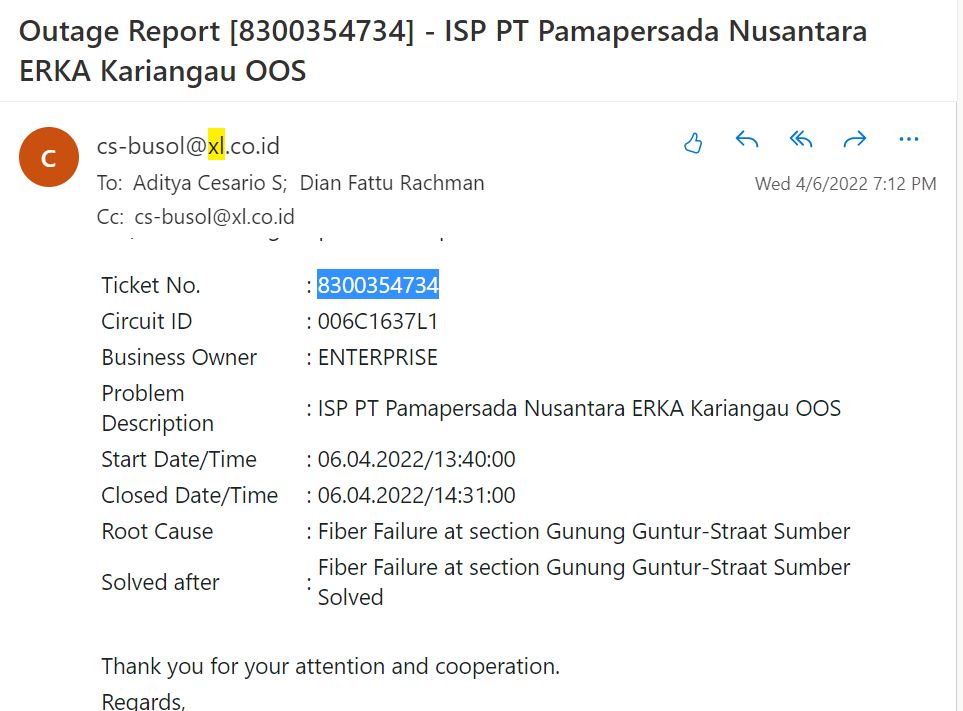 Outage Report [8300354734] - ISP PT Pamapersada Nusantara
ERKA Kariangau OOS
C
cs-busol@xl.co.id
To: Aditya Cesario S; Dian Fattu Rachman
Wed 4/6/2022 7:12 PM
Cc: cs-busol@xl.co.id
Ticket No. : 8300354734
Circuit ID : 006C1637L1
Business Owner : ENTERPRISE
Problem
Description : ISP PT Pamapersada Nusantara ERKA Kariangau OOS
Start Date/Time : 06.04.2022/13:40:00
Closed Date/Time : 06.04.2022/14:31:00
Root Cause : Fiber Failure at section Gunung Guntur-Straat Sumber
Solved after : Fiber Failure at section Gunung Guntur-Straat Sumber
Solved
Thank you for your attention and cooperation.
Regards,